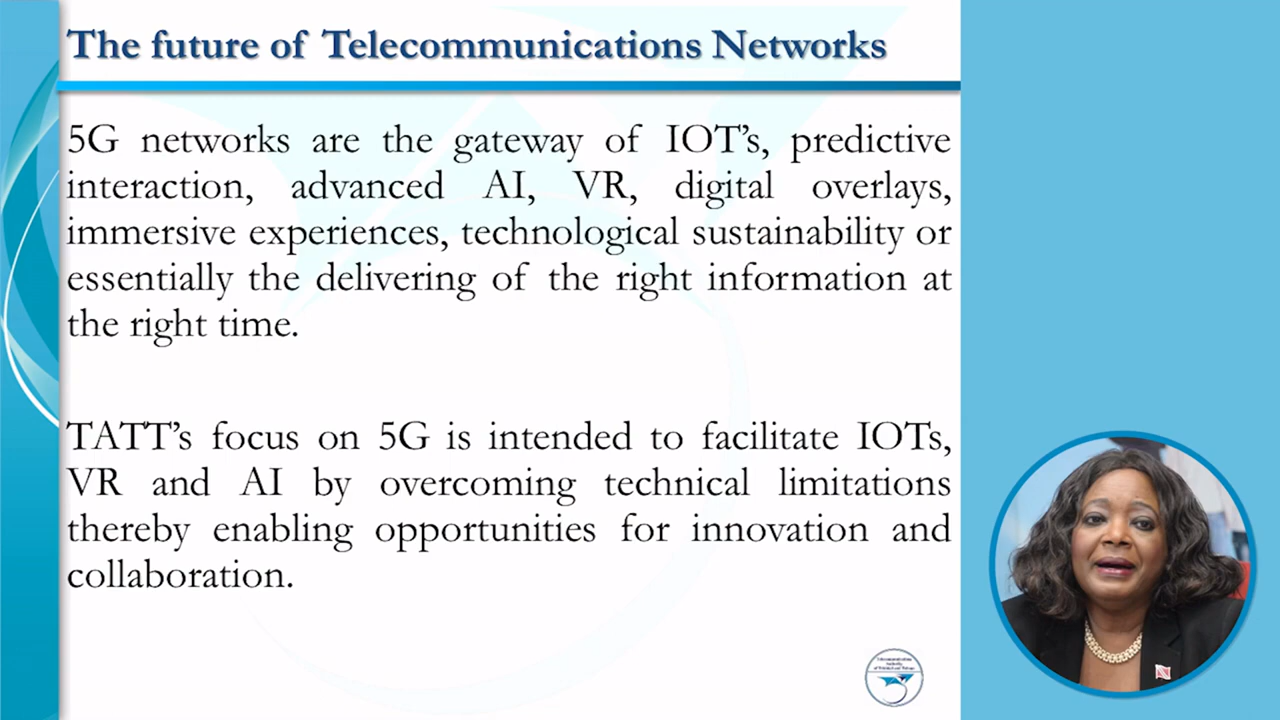 The future of Telecommunications Networks
5G networks are the gateway of IOT’s, predictive
interaction, advanced AI, VR, digital overlays,
immersive experiences, technological sustainability or
essentially the delivering of the right information at
the right time.
TATT’s focus on 5G is intended to facilitate IOTs,
VR and AI by overcoming technical limitations
thereby enabling opportunities for innovation and
collaboration.
Telecommunications
Authority